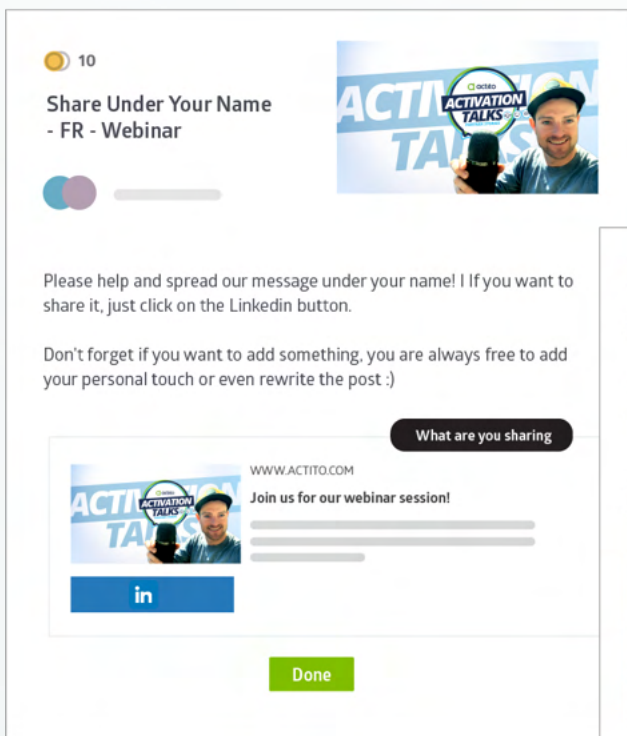 10
Share Under Your Name
- FR - Webinar
ACTIVATION
TALKS
actito
ACTIVATION
TALKS
Please help and spread our message under your name! I If you want to
share it, just click on the Linkedin button.
Don't forget if you want to add something, you are always free to add
your personal touch or even rewrite the post :)
What are you sharing
WWW.ACTITO.COM
Join us for our webinar session!
ACTIVATION
TALKS
actito
ACTIVATION
TALKS
in
Done